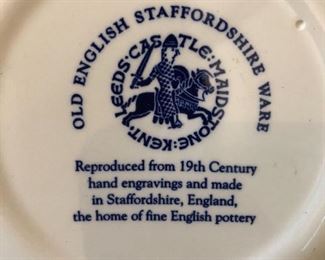 OLD ENGLISH STAFFORDSHIRE WARE
LEEDS·CASTLE·MAIDSTONE·KENT·
Reproduced from 19th Century
hand engravings and made
in Staffordshire, England,
the home of fine English pottery